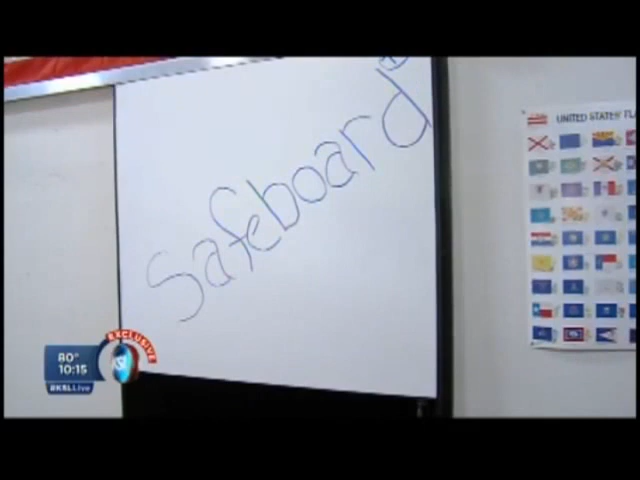 Safeboard
UNITED STATES' FL
EXCLUSIVE
80°
10:15
®KSLLive